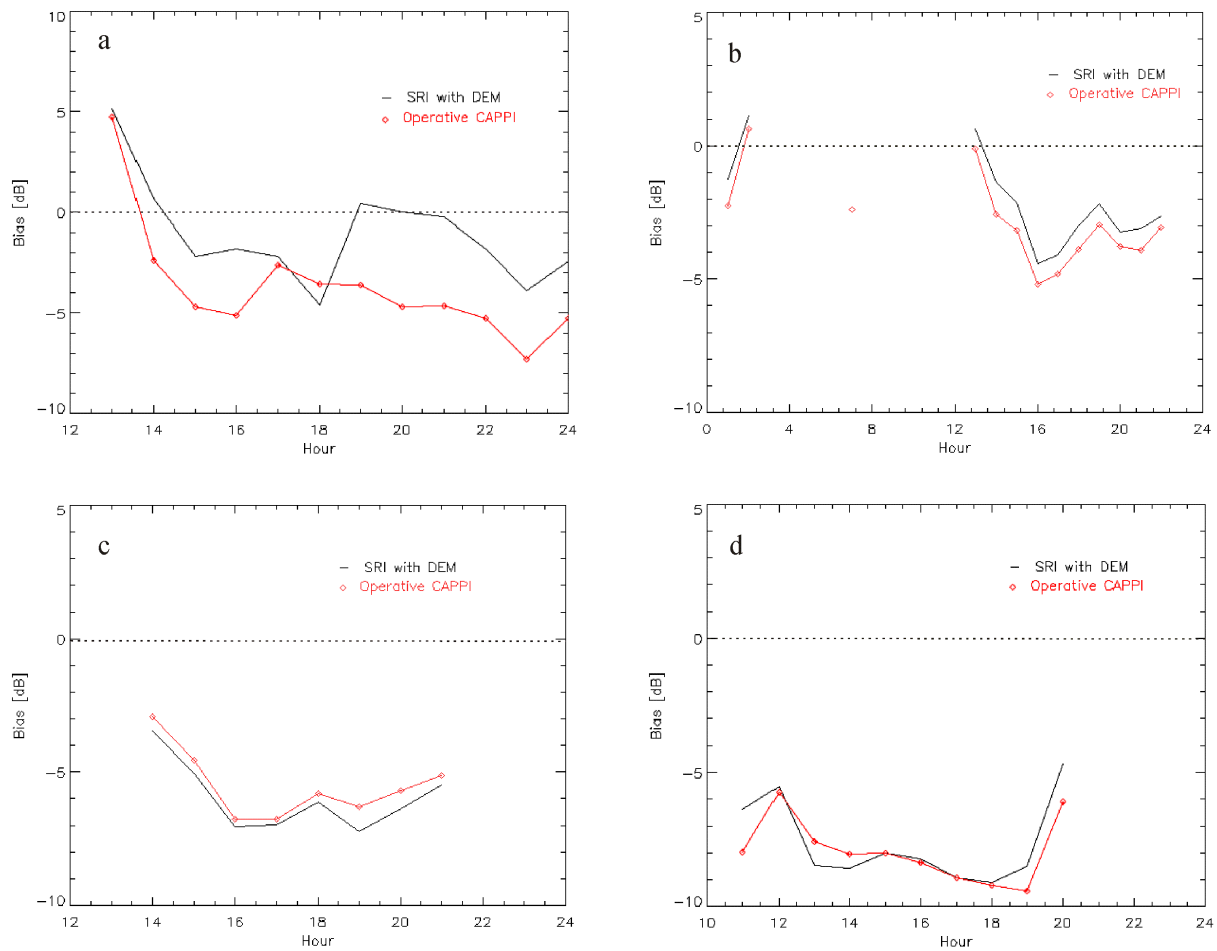 a
SRI with DEM
Operative CAPPI
Bias [dB]
10
5
0
−5
−10
12 14 16 18 20 22 24
Hour
b
SRI with DEM
Operative CAPPI
Bias [dB]
5
0
−5
−10
0 4 8 12 16 20 24
Hour
c
SRI with DEM
Operative CAPPI
Bias [dB]
5
0
−5
−10
12 14 16 18 20 22 24
Hour
d
SRI with DEM
Operative CAPPI
Bias [dB]
5
0
−5
−10
10 12 14 16 18 20 22 24
Hour